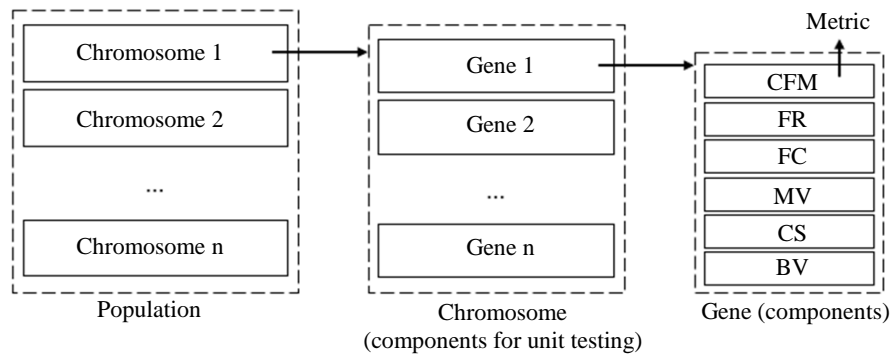 Metric
Chromosome 1
Chromosome 2
...
Chromosome n
Population
Gene 1
Gene 2
...
Gene n
Chromosome
(components for unit testing)
CFM
FR
FC
MV
CS
BV
Gene (components)